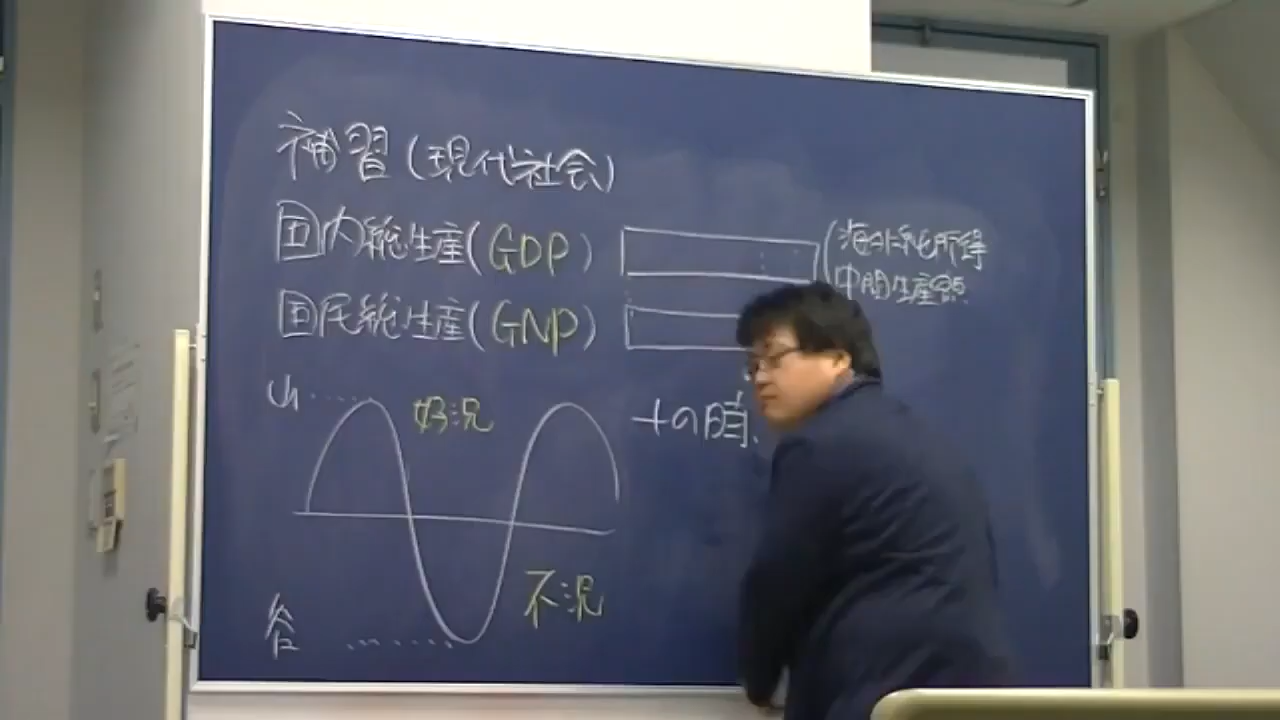 補習(現代社会)
国内総生産(GDP)
(海外純所得
中間生産額
国民総生産(GNP)
山
好況
+の時、
不況
谷